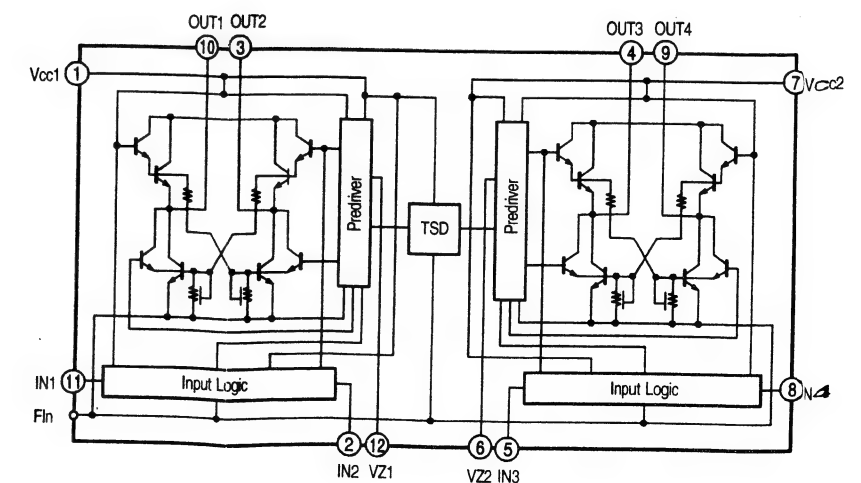 OUT1 OUT2
10 3
OUT3 OUT4
4 9
Vcc1 1
7 Vcc2
Predriver
TSD
Predriver
IN1 11
Input Logic
Input Logic
8 N4
FIn
2 12
6 5
IN2 VZ1
VZ2 IN3